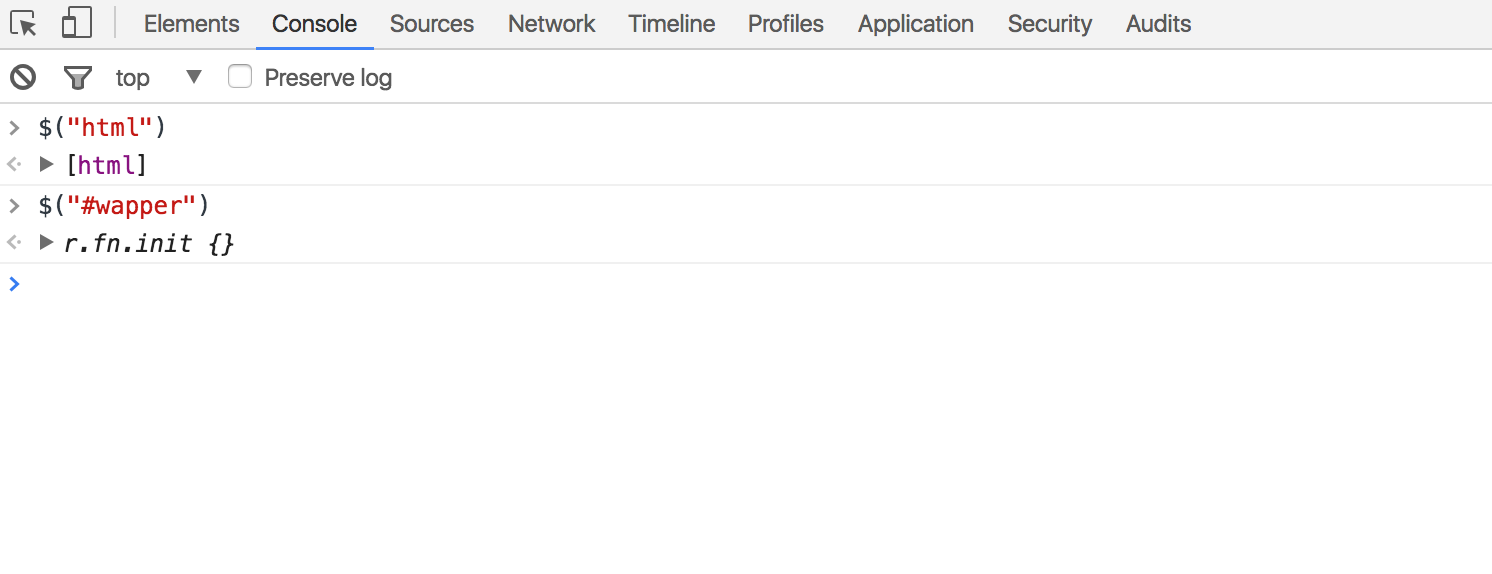 Elements Console Sources Network Timeline Profiles Application Security Audits
top Preserve log
$("html")
[html]
$("#wapper")
r.fn.init {}